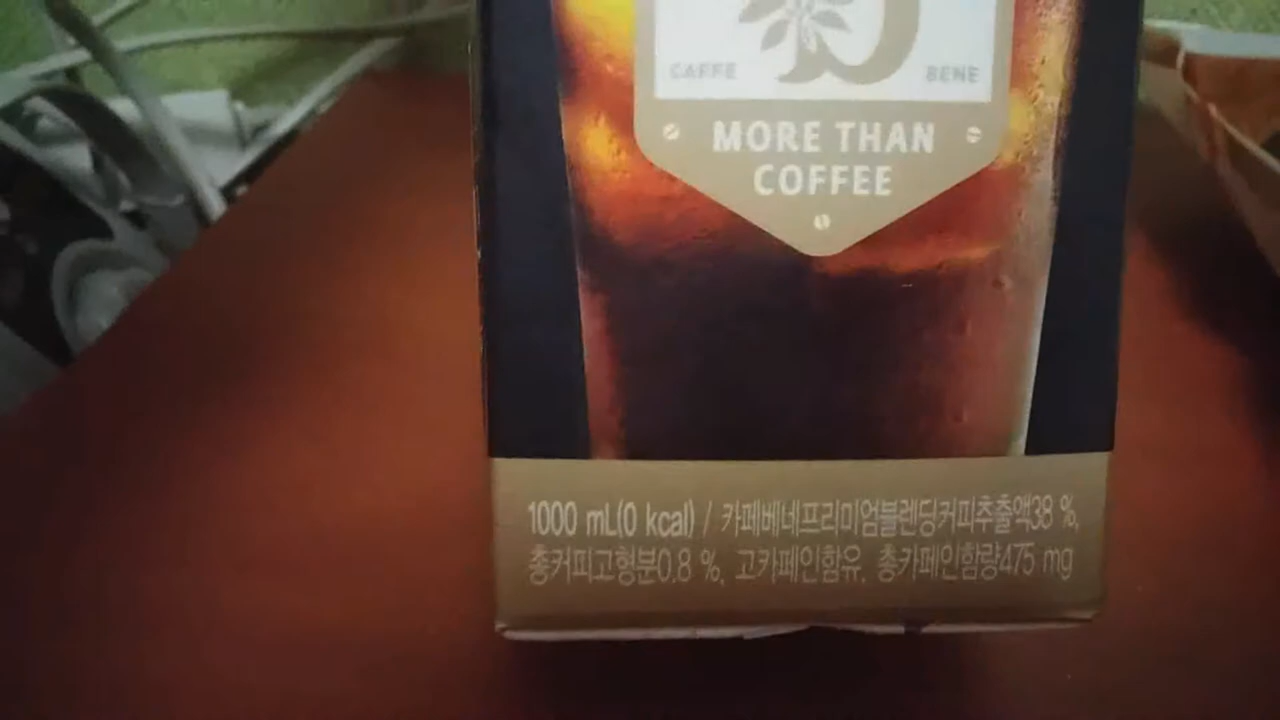 CAFFE BENE
MORE THAN
COFFEE
1000 mL(0 kcal) / 카페베네프리미엄블렌딩커피추출액38 %,
총커피고형분0.8 %, 고카페인함유, 총카페인함량475 mg